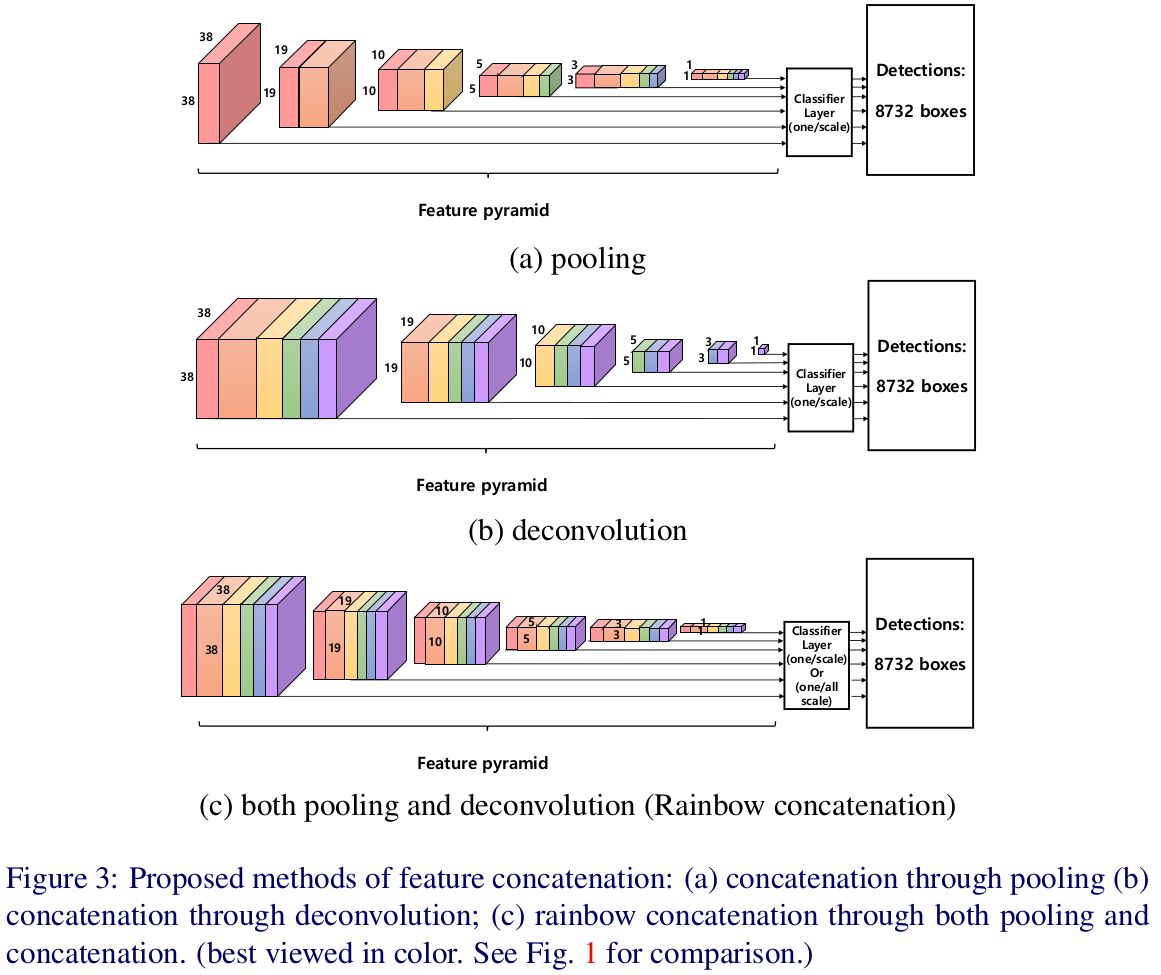 38
38
19
19
10
10
5
5
3
3
1
1
Classifier
Layer
(one/scale)
Detections:
8732 boxes
Feature pyramid
(a) pooling
38
38
19
19
10
10
5
5
3
3
1
1
Classifier
Layer
(one/scale)
Detections:
8732 boxes
Feature pyramid
(b) deconvolution
38
38
19
19
10
10
5
5
3
3
1
1
Classifier
Layer
(one/scale)
Or
(one/all
scale)
Detections:
8732 boxes
Feature pyramid
(c) both pooling and deconvolution (Rainbow concatenation)
Figure 3: Proposed methods of feature concatenation: (a) concatenation through pooling (b)
concatenation through deconvolution; (c) rainbow concatenation through both pooling and
concatenation. (best viewed in color. See Fig. 1 for comparison.)